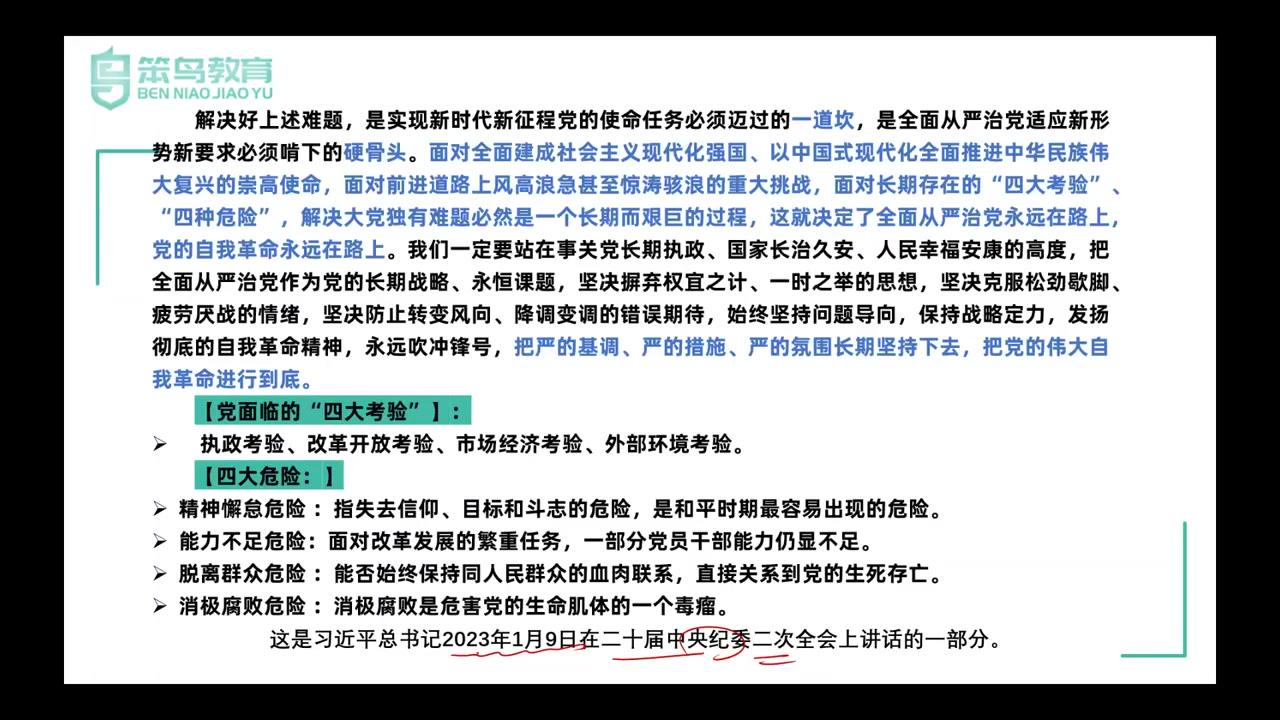 笨鸟教育
BEN NIAO JIAO YU
解决好上述难题，是实现新时代新征程党的使命任务必须迈过的一道坎，是全面从严治党适应新形
势新要求必须啃下的硬骨头。面对全面建成社会主义现代化强国、以中国式现代化全面推进中华民族伟
大复兴的崇高使命，面对前进道路上风高浪急甚至惊涛骇浪的重大挑战，面对长期存在的“四大考验”、
“四种危险”，解决大党独有难题必然是一个长期而艰巨的过程，这就决定了全面从严治党永远在路上，
党的自我革命永远在路上。我们一定要站在事关党长期执政、国家长治久安、人民幸福安康的高度，把
全面从严治党作为党的长期战略、永恒课题，坚决摒弃权宜之计、一时之举的思想，坚决克服松劲歇脚、
疲劳厌战的情绪，坚决防止转变风向、降调变调的错误期待，始终坚持问题导向，保持战略定力，发扬
彻底的自我革命精神，永远吹冲锋号，把严的基调、严的措施、严的氛围长期坚持下去，把党的伟大自
我革命进行到底。
【党面临的“四大考验”】：
➢ 执政考验、改革开放考验、市场经济考验、外部环境考验。
【四大危险：】
➢ 精神懈怠危险 ：指失去信仰、目标和斗志的危险，是和平时期最容易出现的危险。
➢ 能力不足危险：面对改革发展的繁重任务，一部分党员干部能力仍显不足。
➢ 脱离群众危险 ：能否始终保持同人民群众的血肉联系，直接关系到党的生死存亡。
➢ 消极腐败危险 ：消极腐败是危害党的生命肌体的一个毒瘤。
这是习近平总书记2023年1月9日在二十届中央纪委二次全会上讲话的一部分。